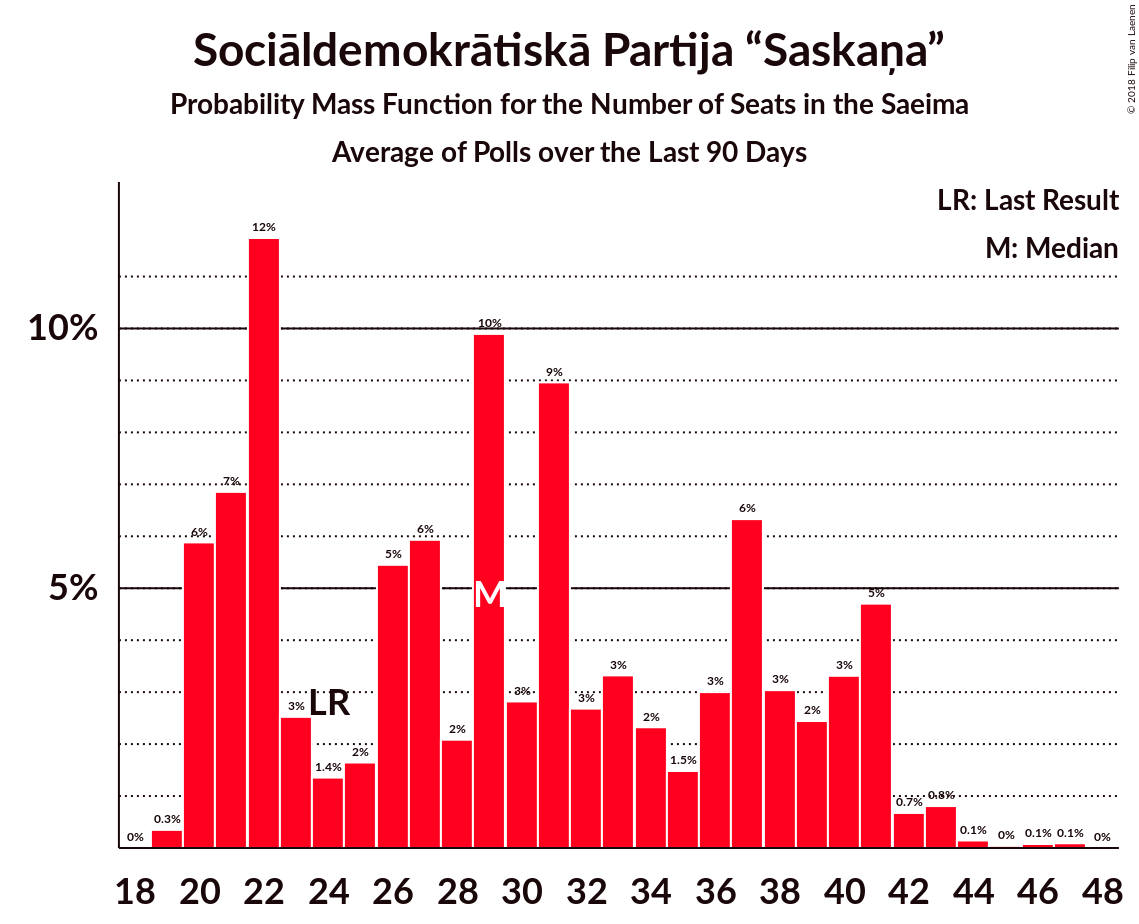 Sociāldemokrātiskā Partija “Saskaņa”
Probability Mass Function for the Number of Seats in the Saeima
Average of Polls over the Last 90 Days
© 2018 Filip van Laenen
LR: Last Result
M: Median
10%
5%
0% 0.3% 6% 7% 12% 3% 1.4% 2% 5% 6% 2% 10% 3% 9% 3% 3% 2% 1.5% 3% 6% 3% 2% 3% 5% 0.7% 0.8% 0.1% 0% 0.1% 0.1% 0%
LR
M
18 20 22 24 26 28 30 32 34 36 38 40 42 44 46 48